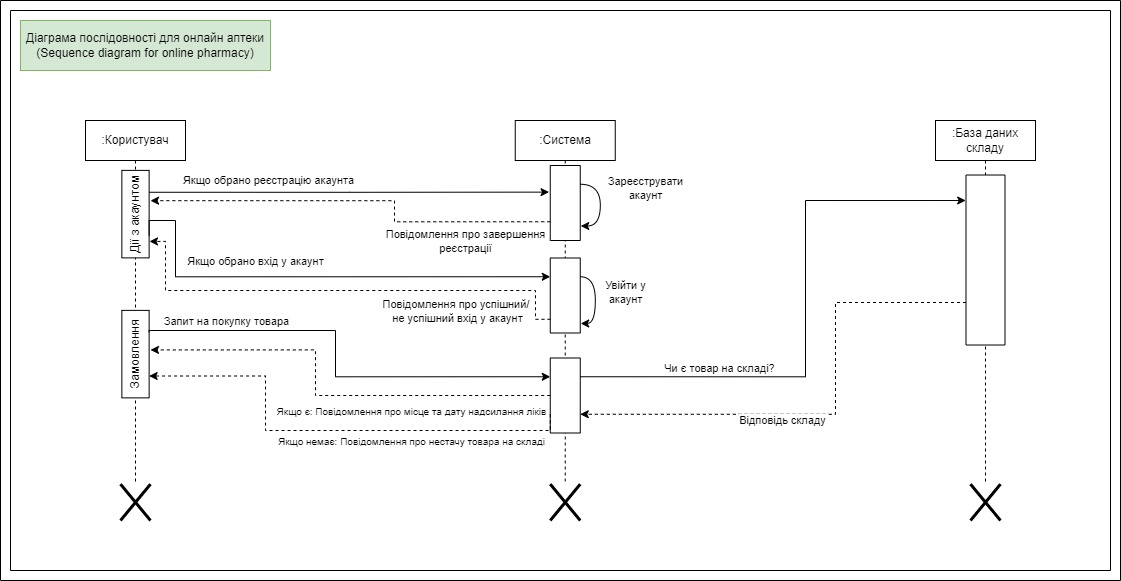 Діаграма послідовності для онлайн аптеки
(Sequence diagram for online pharmacy)
:Користувач
:Система
:База даних
складу
Дії з акаунтом
Якщо обрано реєстрацію акаунта
Зареєструвати
акаунт
Повідомлення про завершення
реєстрації
Якщо обрано вхід у акаунт
Увійти у
акаунт
Повідомлення про успішний/
не успішний вхід у акаунт
Замовлення
Запит на покупку товара
Чи є товар на складі?
Якщо є: Повідомлення про місце та дату надсилання ліків
Відповідь складу
Якщо немає: Повідомлення про нестачу товара на складі